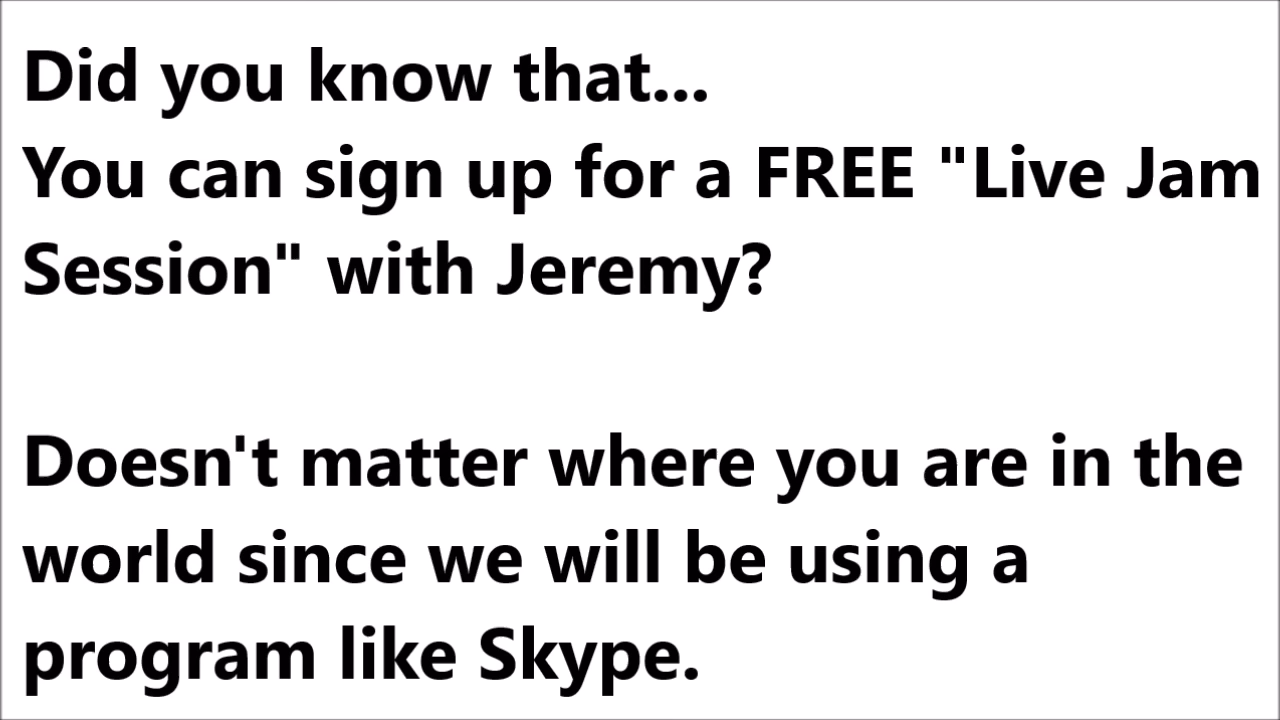 Did you know that...
You can sign up for a FREE "Live Jam
Session" with Jeremy?
Doesn't matter where you are in the
world since we will be using a
program like Skype.